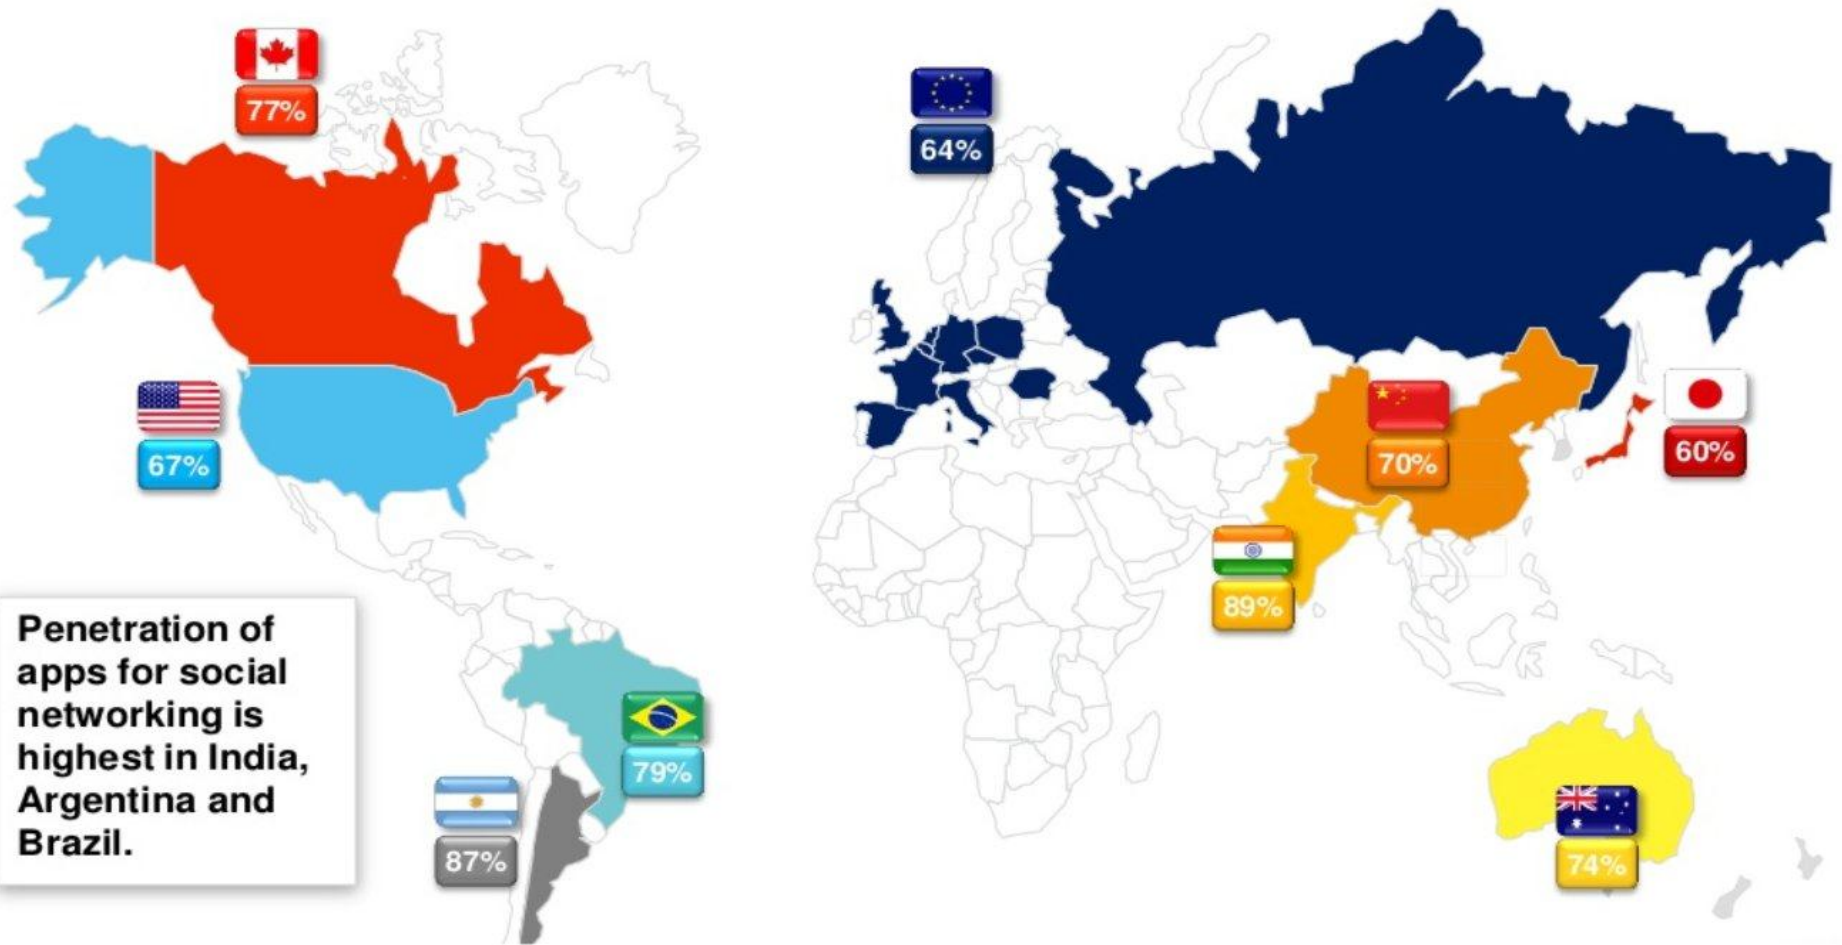 77%
64%
67%
70%
60%
89%
Penetration of
apps for social
networking is
highest in India,
Argentina and
Brazil.
79%
87%
74%